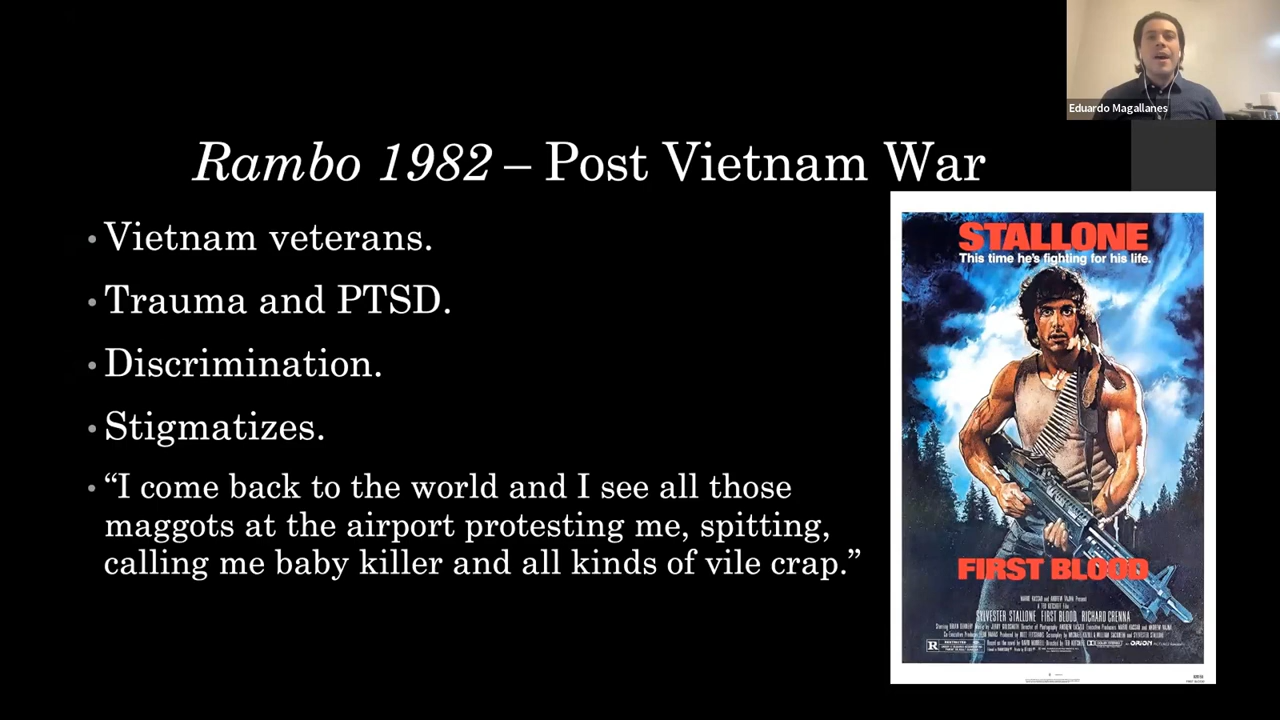 Eduardo Magallanes
Rambo 1982 – Post Vietnam War
• Vietnam veterans.
• Trauma and PTSD.
• Discrimination.
• Stigmatizes.
• “I come back to the world and I see all those
maggots at the airport protesting me, spitting,
calling me baby killer and all kinds of vile crap.”
STALLONE
This time he's fighting for his life.
FIRST BLOOD
SYLVESTER STALLONE FIRST BLOOD RICHARD CRENNA
R
ORION